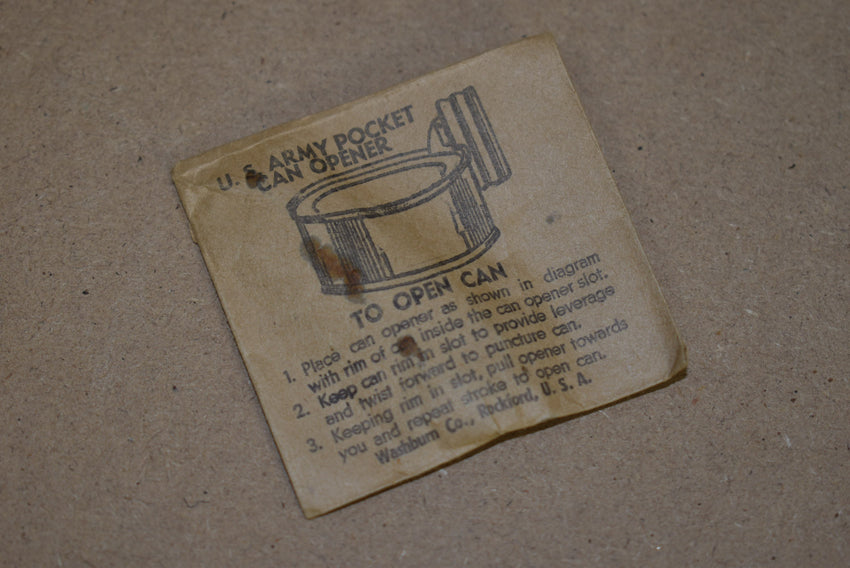 U. S. ARMY POCKET
CAN OPENER
TO OPEN CAN
1. Place can opener as shown in diagram
with rim of can inside the can opener slot.
2. Keep can rim in slot to provide leverage
and twist forward to puncture can.
3. Keeping rim in slot, pull opener towards
you and repeat stroke to open can.
Washburn Co., Rockford, U. S. A.